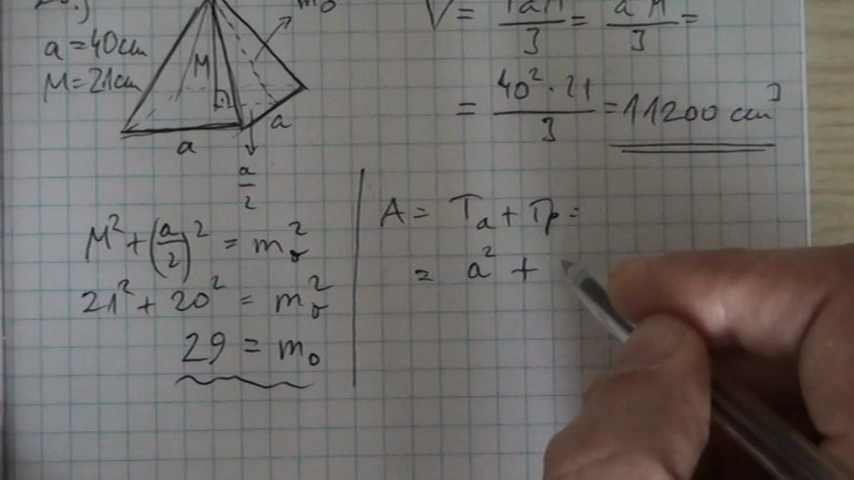 m₀
a = 40cm
M = 21cm
M
a
a
a/2
V = TaM/3 = a²M/3 =
= 40² · 21/3 = 11200 cm³
M² + (a/2)² = m₀²
21² + 20² = m₀²
29 = m₀
A = Ta + Tp =
= a² +